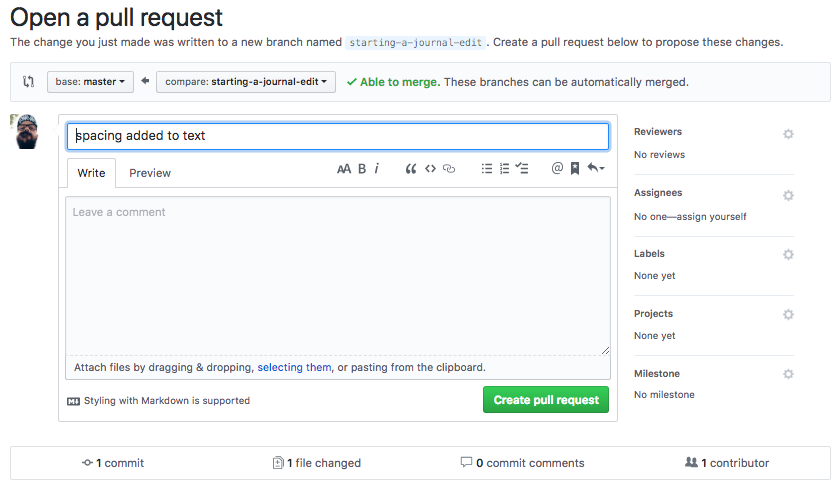 Open a pull request
The change you just made was written to a new branch named starting-a-journal-edit. Create a pull request below to propose these changes.
base: master compare: starting-a-journal-edit Able to merge. These branches can be automatically merged.
spacing added to text
Write Preview AA B i
Leave a comment
Attach files by dragging & dropping, selecting them, or pasting from the clipboard.
Styling with Markdown is supported
Create pull request
Reviewers
No reviews
Assignees
No one—assign yourself
Labels
None yet
Projects
None yet
Milestone
No milestone
1 commit 1 file changed 0 commit comments 1 contributor